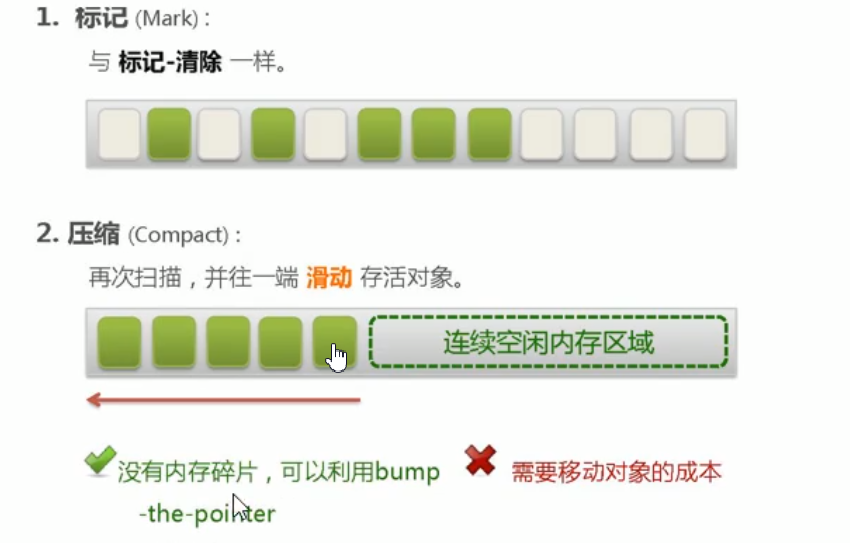 1. 标记 (Mark) :
与 标记-清除 一样。
2. 压缩 (Compact) :
再次扫描，并往一端 滑动 存活对象。
连续空闲内存区域
没有内存碎片，可以利用bump
-the-pointer
需要移动对象的成本